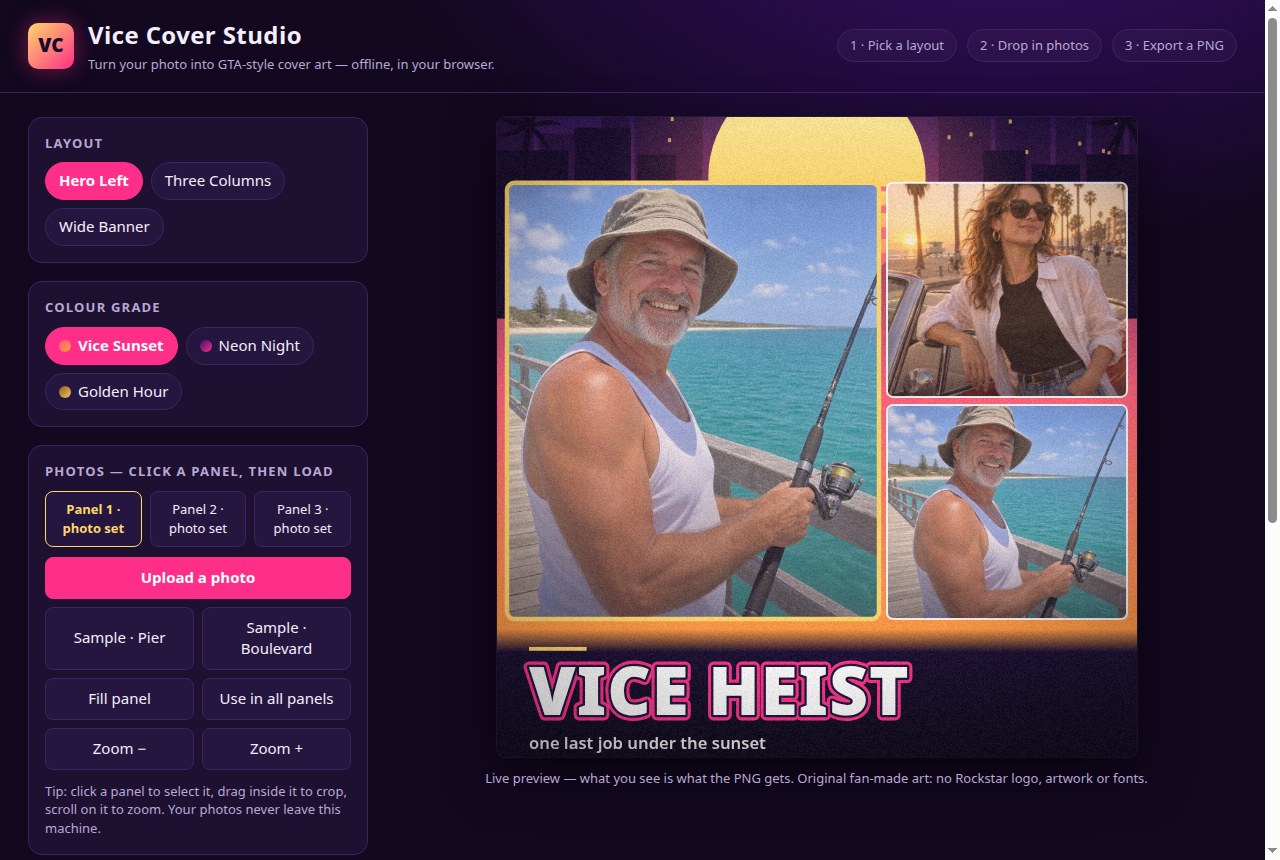 VC
Vice Cover Studio
Turn your photo into GTA-style cover art — offline, in your browser.
1 · Pick a layout
2 · Drop in photos
3 · Export a PNG
LAYOUT
Hero Left
Three Columns
Wide Banner
COLOUR GRADE
Vice Sunset
Neon Night
Golden Hour
PHOTOS — CLICK A PANEL, THEN LOAD
Panel 1 ·
photo set
Panel 2 ·
photo set
Panel 3 ·
photo set
Upload a photo
Sample · Pier
Sample ·
Boulevard
Fill panel
Use in all panels
Zoom −
Zoom +
Tip: click a panel to select it, drag inside it to crop,
scroll on it to zoom. Your photos never leave this
machine.
VICE HEIST
one last job under the sunset
Live preview — what you see is what the PNG gets. Original fan-made art: no Rockstar logo, artwork or fonts.